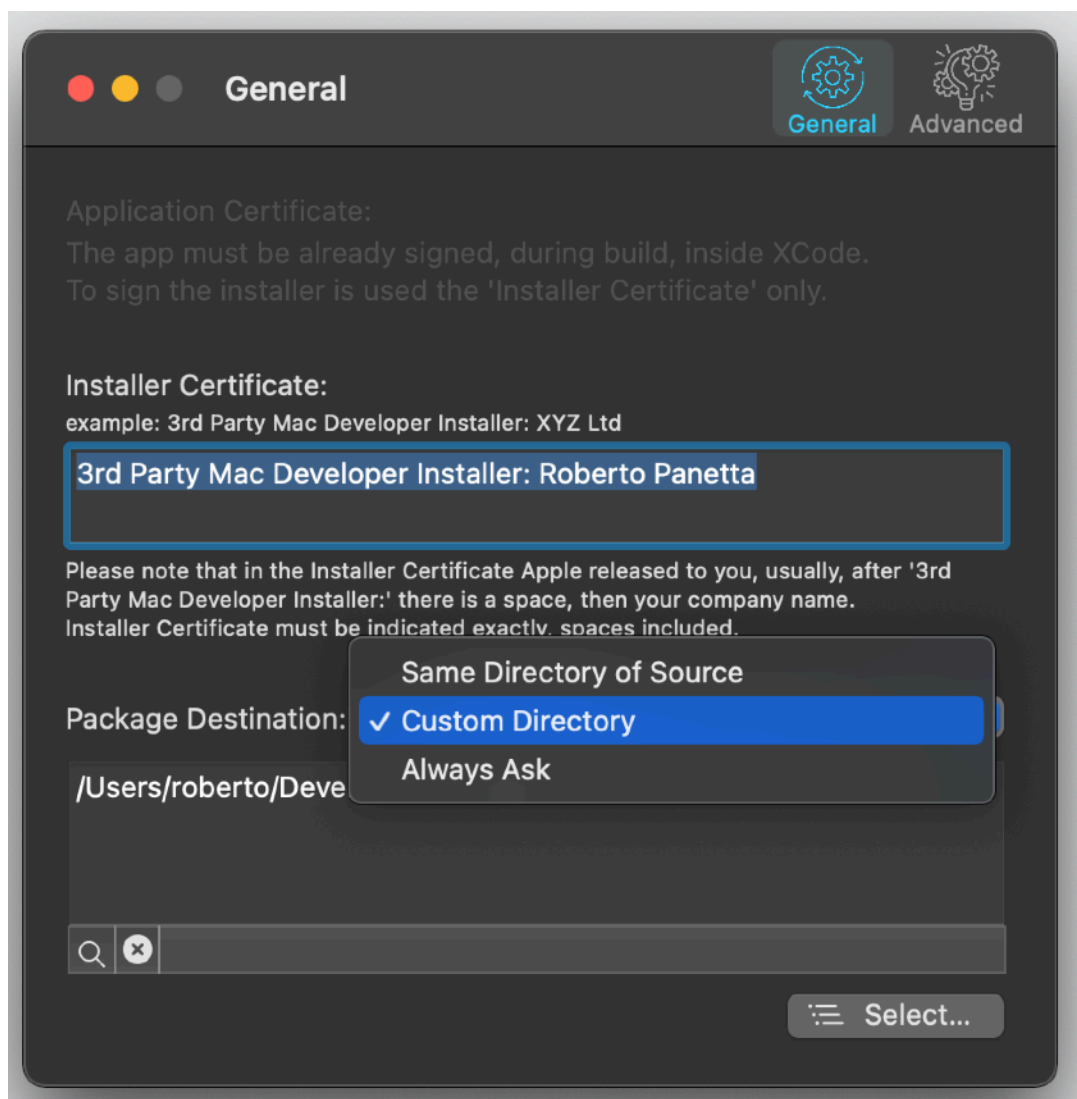 General
General
Advanced
Application Certificate:
The app must be already signed, during build, inside XCode.
To sign the installer is used the 'Installer Certificate' only.
Installer Certificate:
example: 3rd Party Mac Developer Installer: XYZ Ltd
3rd Party Mac Developer Installer: Roberto Panetta
Please note that in the Installer Certificate Apple released to you, usually, after '3rd
Party Mac Developer Installer:' there is a space, then your company name.
Installer Certificate must be indicated exactly, spaces included.
Same Directory of Source
Package Destination:
✓ Custom Directory
Always Ask
/Users/roberto/Deve
Select...